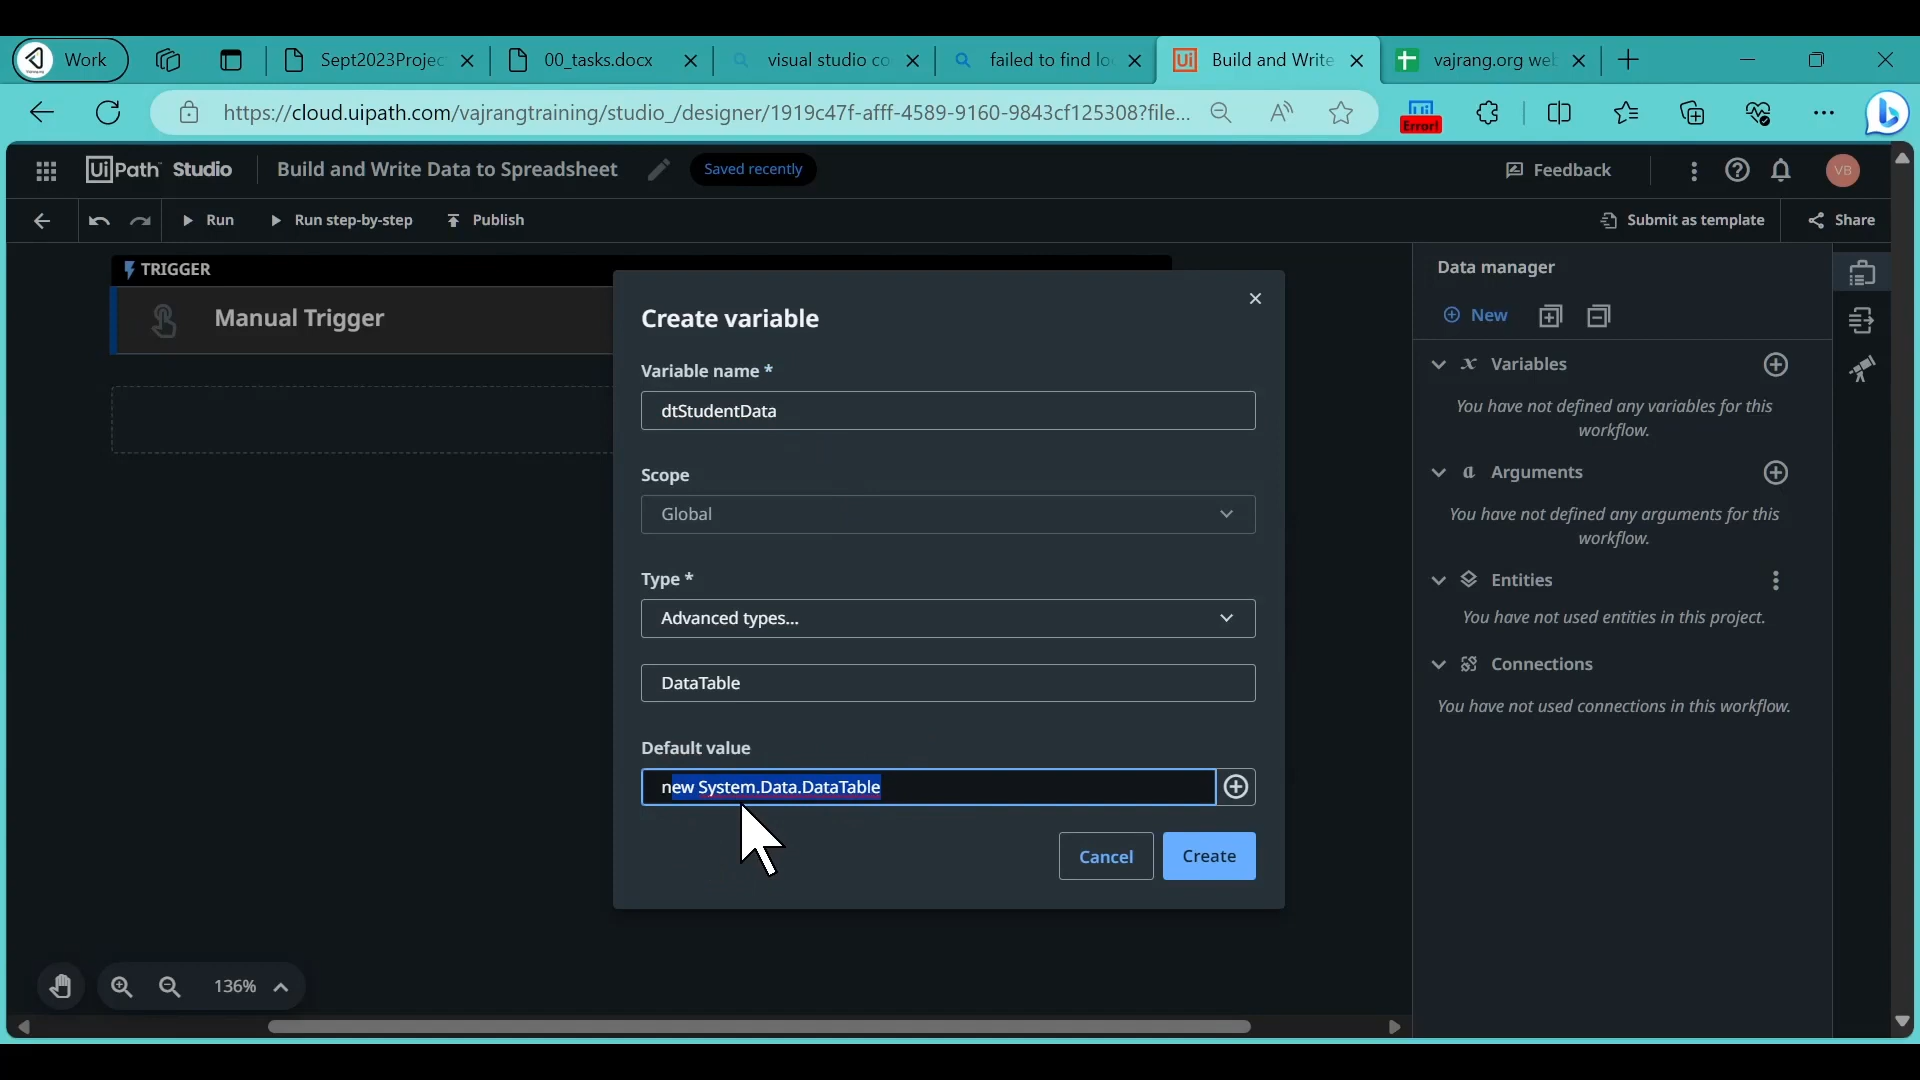 Work
Sept2023Projec
00_tasks.docx
visual studio co
failed to find lo
Build and Write
vajrang.org we
https://cloud.uipath.com/vajrangtraining/studio_/designer/1919c47f-afff-4589-9160-9843cf125308?file...
Error!
UiPath Studio
Build and Write Data to Spreadsheet
Saved recently
Feedback
VB
Run
Run step-by-step
Publish
Submit as template
Share
TRIGGER
Manual Trigger
Create variable
Variable name *
dtStudentData
Scope
Global
Type *
Advanced types...
DataTable
Default value
new System.Data.DataTable
Cancel
Create
Data manager
New
Variables
You have not defined any variables for this
workflow.
Arguments
You have not defined any arguments for this
workflow.
Entities
You have not used entities in this project.
Connections
You have not used connections in this workflow.
136%